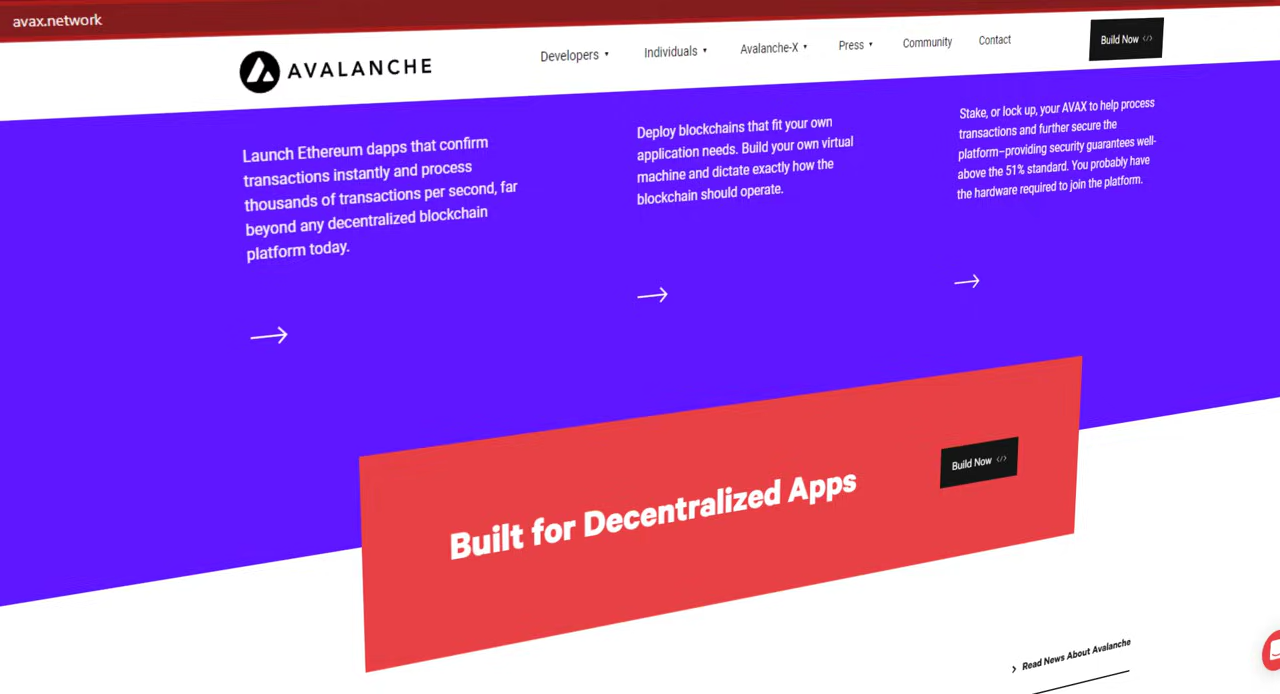 avax.network
AVALANCHE
Developers
Individuals
Avalanche-X
Press
Community
Contact
Build Now </>
Launch Ethereum dapps that confirm
transactions instantly and process
thousands of transactions per second, far
beyond any decentralized blockchain
platform today.
Deploy blockchains that fit your own
application needs. Build your own virtual
machine and dictate exactly how the
blockchain should operate.
Stake, or lock up, your AVAX to help process
transactions and further secure the
platform–providing security guarantees well-
above the 51% standard. You probably have
the hardware required to join the platform.
Built for Decentralized Apps
Build Now </>
Read News About Avalanche